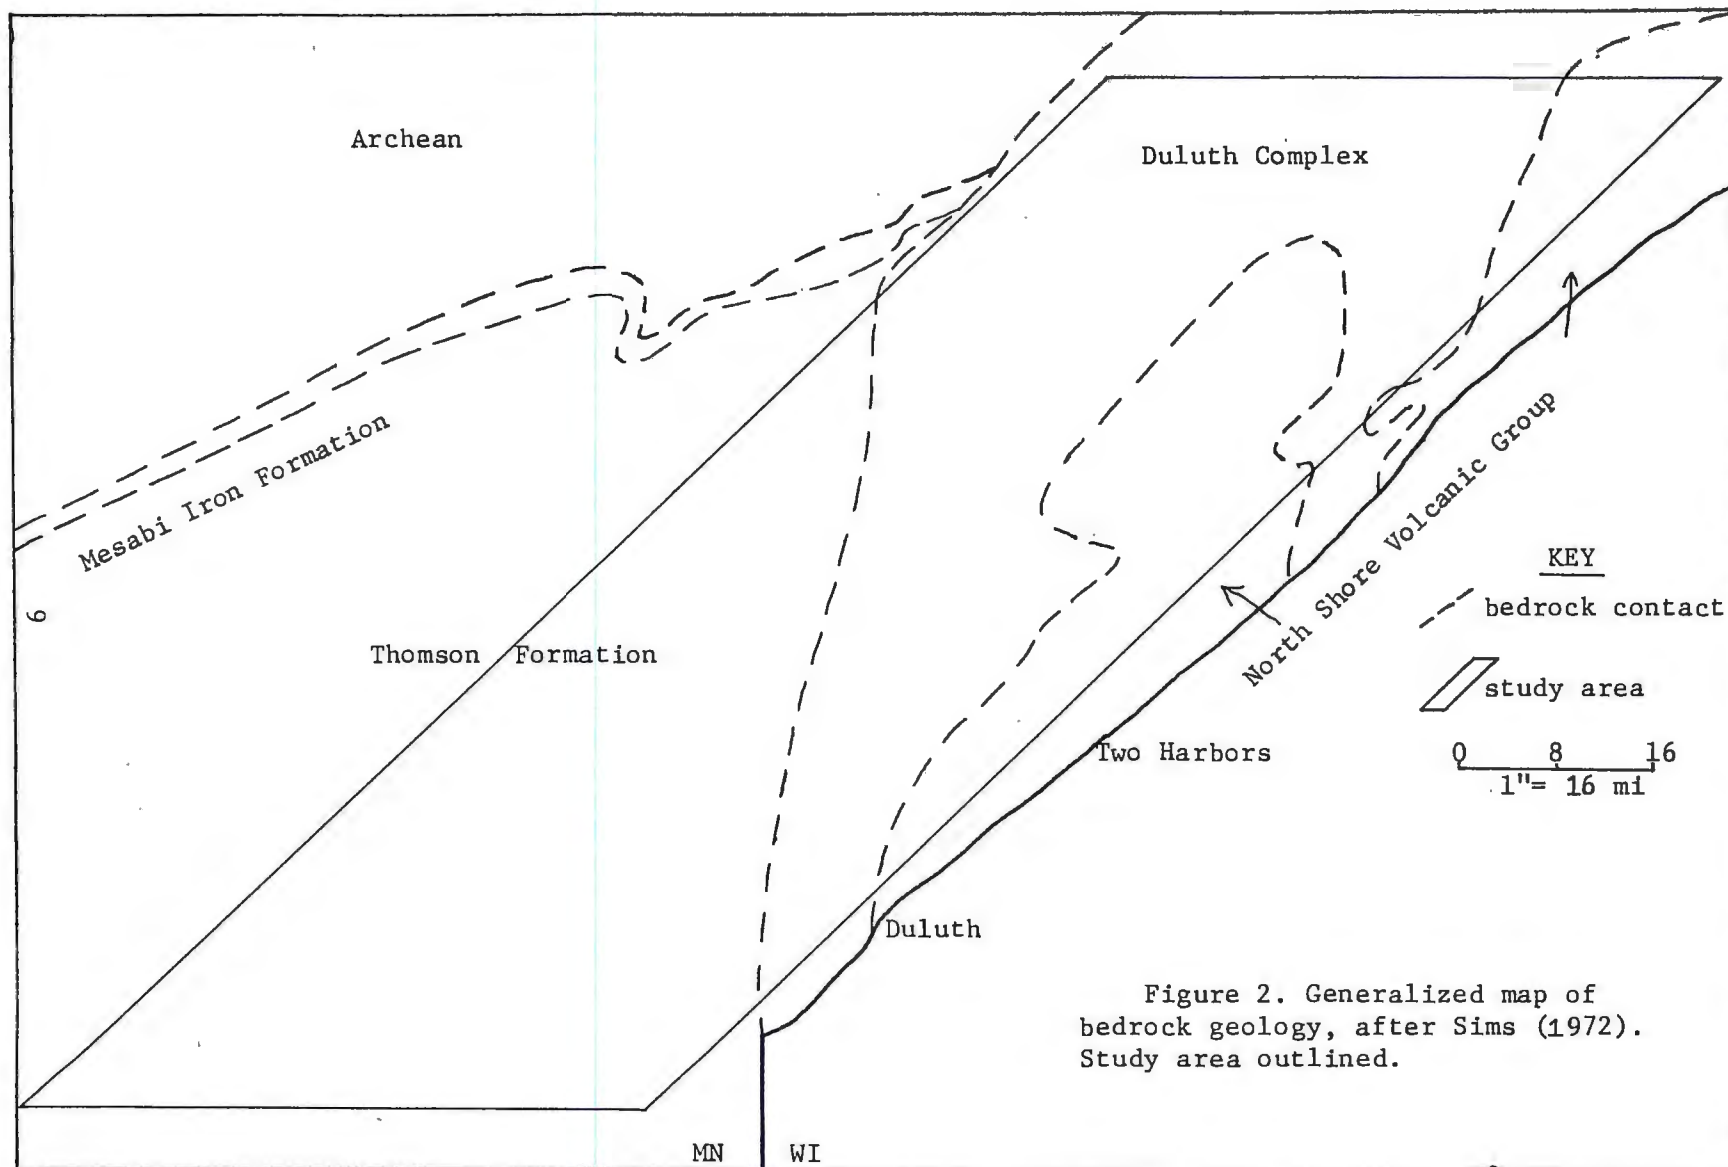 Archean
Duluth Complex
Mesabi Iron Formation
North Shore Volcanic Group
Thomson Formation
Two Harbors
Duluth
KEY
bedrock contact
study area
0 8 16
1"= 16 mi
Figure 2. Generalized map of
bedrock geology, after Sims (1972).
Study area outlined.
MN WI
9